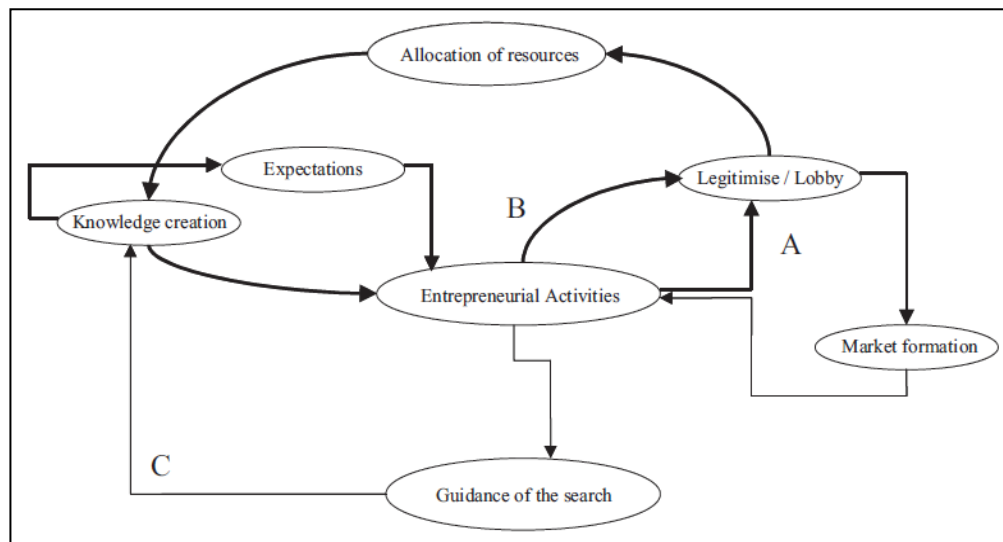 Allocation of resources
Expectations
Legitimise / Lobby
B
Knowledge creation
A
Entrepreneurial Activities
Market formation
C
Guidance of the search